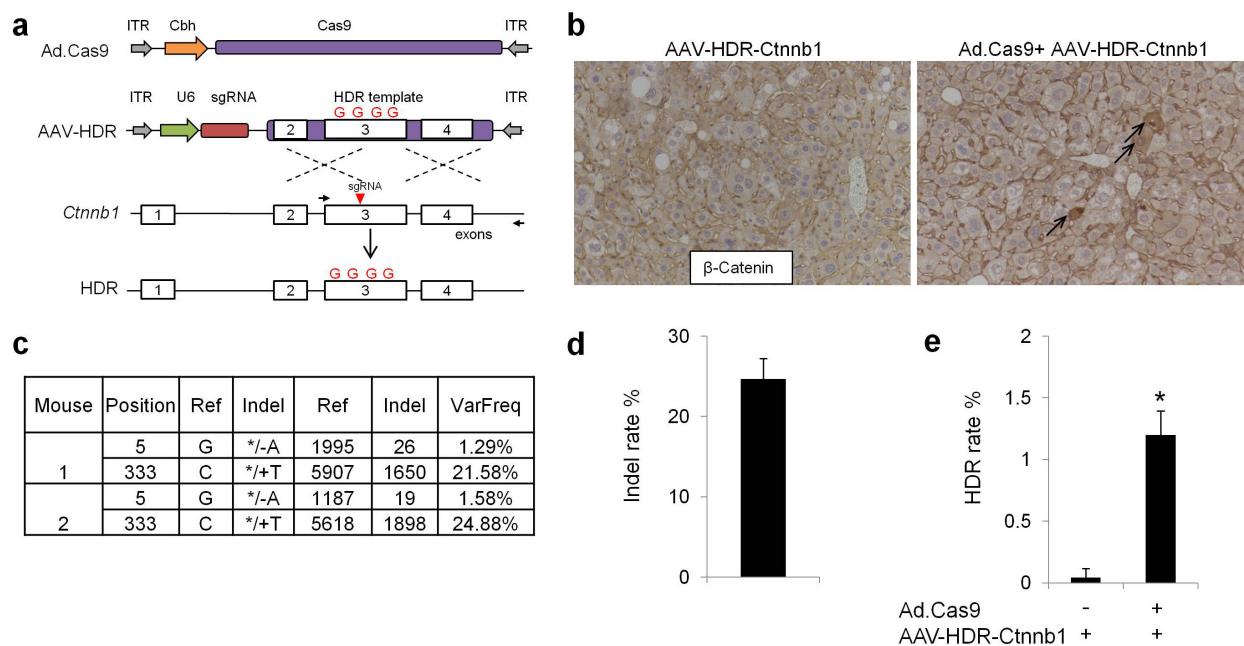 a
ITR Cbh Cas9 ITR
Ad.Cas9
ITR U6 sgRNA HDR template ITR
G G G G
AAV-HDR 2 3 4
sgRNA
Ctnnb1 1 2 3 4
exons
G G G G
HDR 1 2 3 4
b
AAV-HDR-Ctnnb1 Ad.Cas9+ AAV-HDR-Ctnnb1
β-Catenin
c
Mouse Position Ref Indel Ref Indel VarFreq
1 5 G */-A 1995 26 1.29%
333 C */+T 5907 1650 21.58%
2 5 G */-A 1187 19 1.58%
333 C */+T 5618 1898 24.88%
d
Indel rate %
30
20
10
0
e
HDR rate %
2
1.5
1
0.5
0
*
Ad.Cas9 - +
AAV-HDR-Ctnnb1 + +